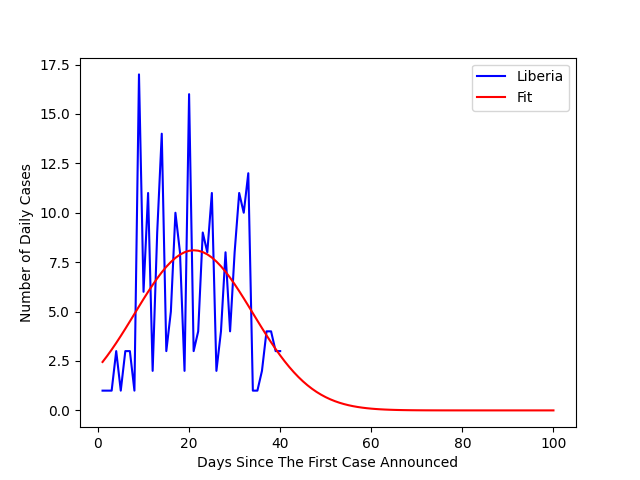 Liberia
Fit
17.5
15.0
12.5
10.0
7.5
5.0
2.5
0.0
Number of Daily Cases
0 20 40 60 80 100
Days Since The First Case Announced